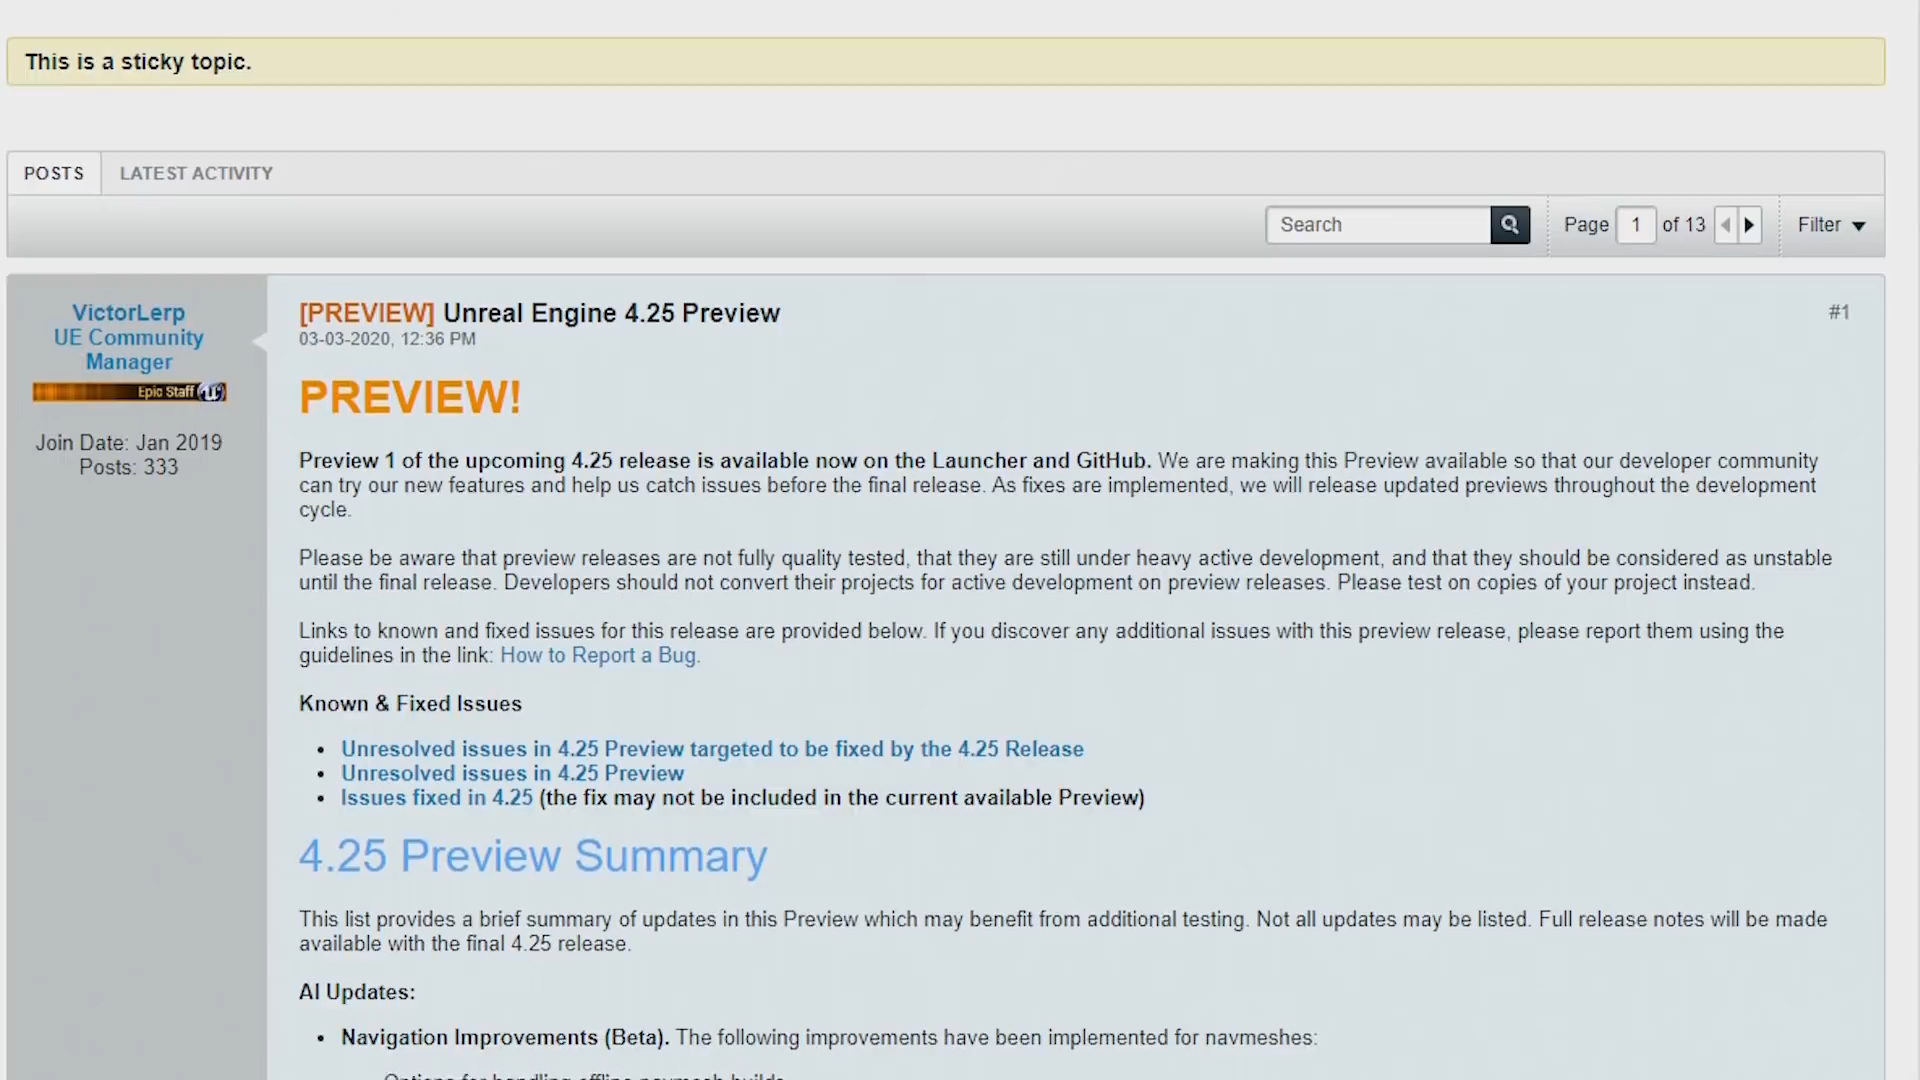 This is a sticky topic.
POSTS
LATEST ACTIVITY
Search
Page 1 of 13
Filter
VictorLerp
UE Community
Manager
Epic Staff
Join Date: Jan 2019
Posts: 333
[PREVIEW] Unreal Engine 4.25 Preview
#1
03-03-2020, 12:36 PM
PREVIEW!
Preview 1 of the upcoming 4.25 release is available now on the Launcher and GitHub. We are making this Preview available so that our developer community
can try our new features and help us catch issues before the final release. As fixes are implemented, we will release updated previews throughout the development
cycle.
Please be aware that preview releases are not fully quality tested, that they are still under heavy active development, and that they should be considered as unstable
until the final release. Developers should not convert their projects for active development on preview releases. Please test on copies of your project instead.
Links to known and fixed issues for this release are provided below. If you discover any additional issues with this preview release, please report them using the
guidelines in the link: How to Report a Bug.
Known & Fixed Issues
• Unresolved issues in 4.25 Preview targeted to be fixed by the 4.25 Release
• Unresolved issues in 4.25 Preview
• Issues fixed in 4.25 (the fix may not be included in the current available Preview)
4.25 Preview Summary
This list provides a brief summary of updates in this Preview which may benefit from additional testing. Not all updates may be listed. Full release notes will be made
available with the final 4.25 release.
AI Updates:
• Navigation Improvements (Beta). The following improvements have been implemented for navmeshes:
Options for handling offline navmesh builds